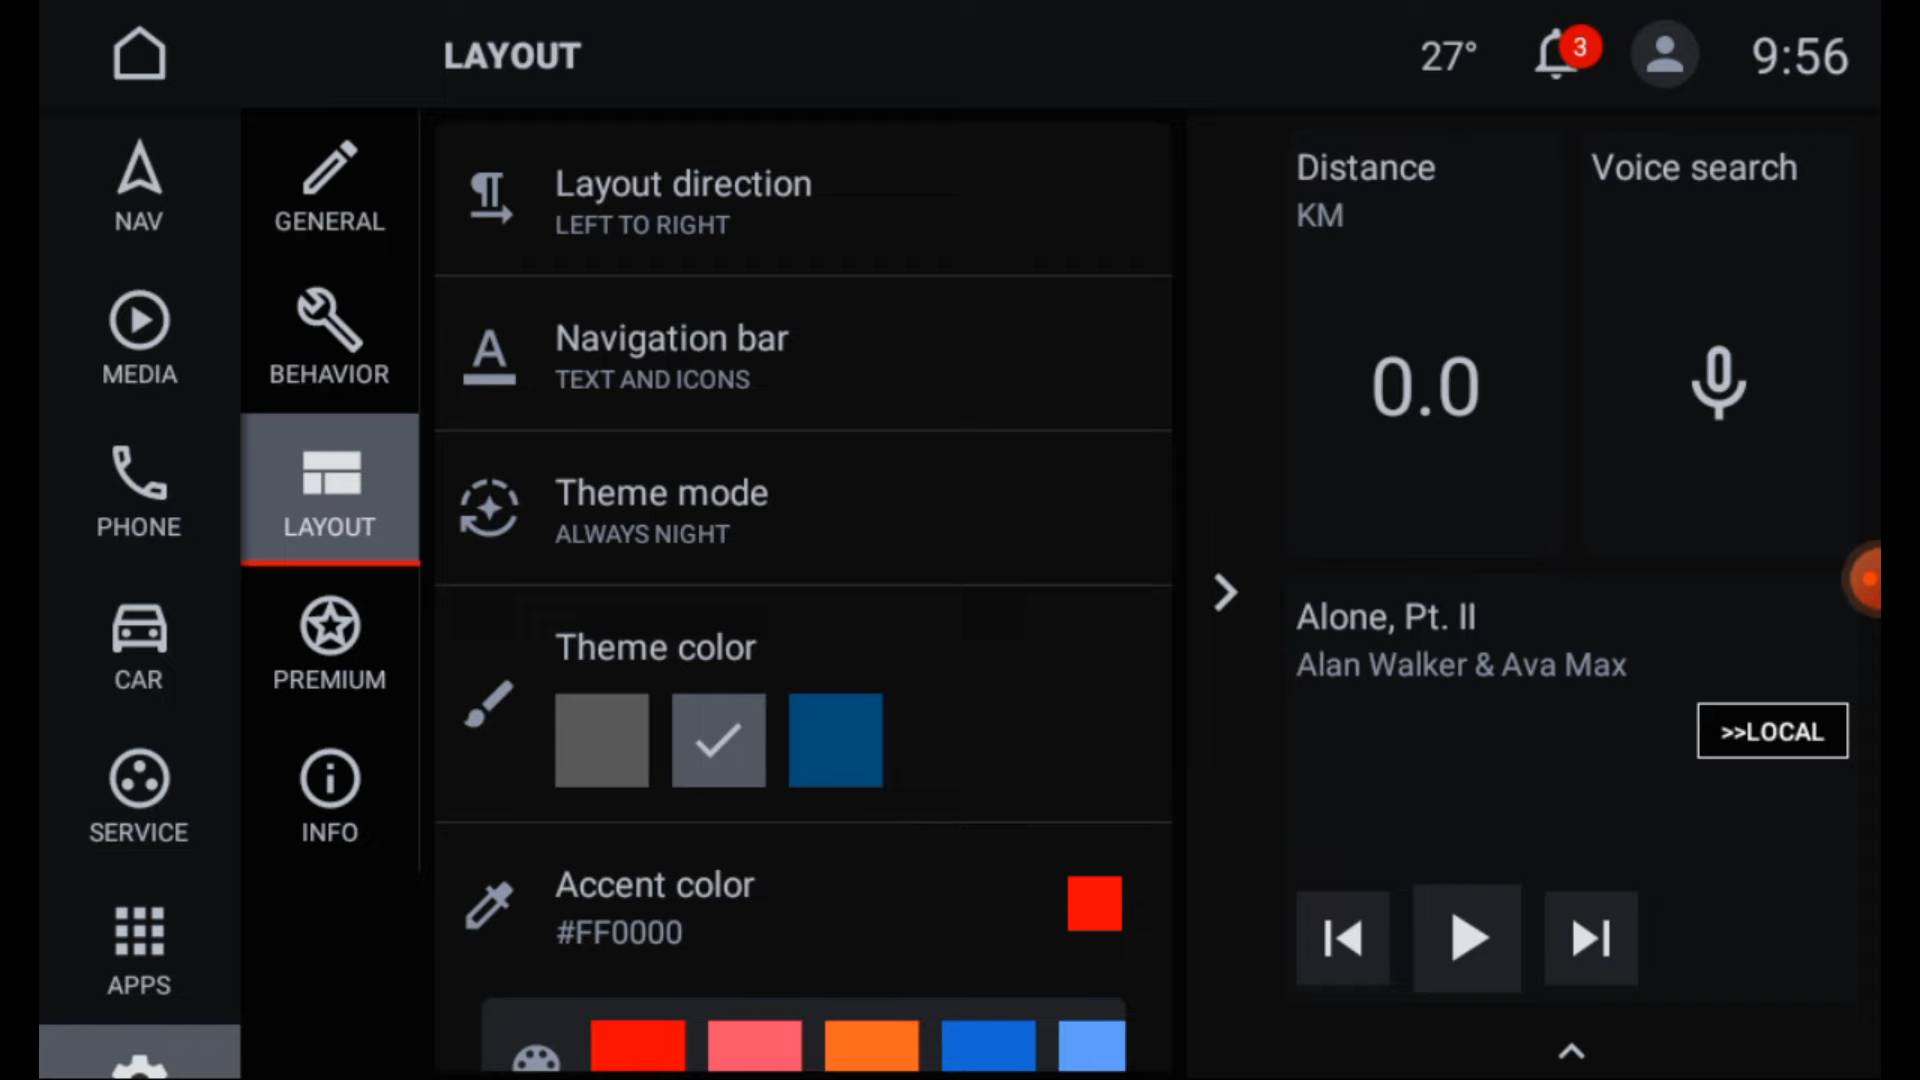 LAYOUT
27°
3
9:56
NAV
MEDIA
PHONE
CAR
SERVICE
APPS
GENERAL
BEHAVIOR
LAYOUT
PREMIUM
INFO
Layout direction
LEFT TO RIGHT
Navigation bar
TEXT AND ICONS
Theme mode
ALWAYS NIGHT
Theme color
Accent color
#FF0000
Distance
KM
0.0
Voice search
Alone, Pt. II
Alan Walker & Ava Max
>>LOCAL